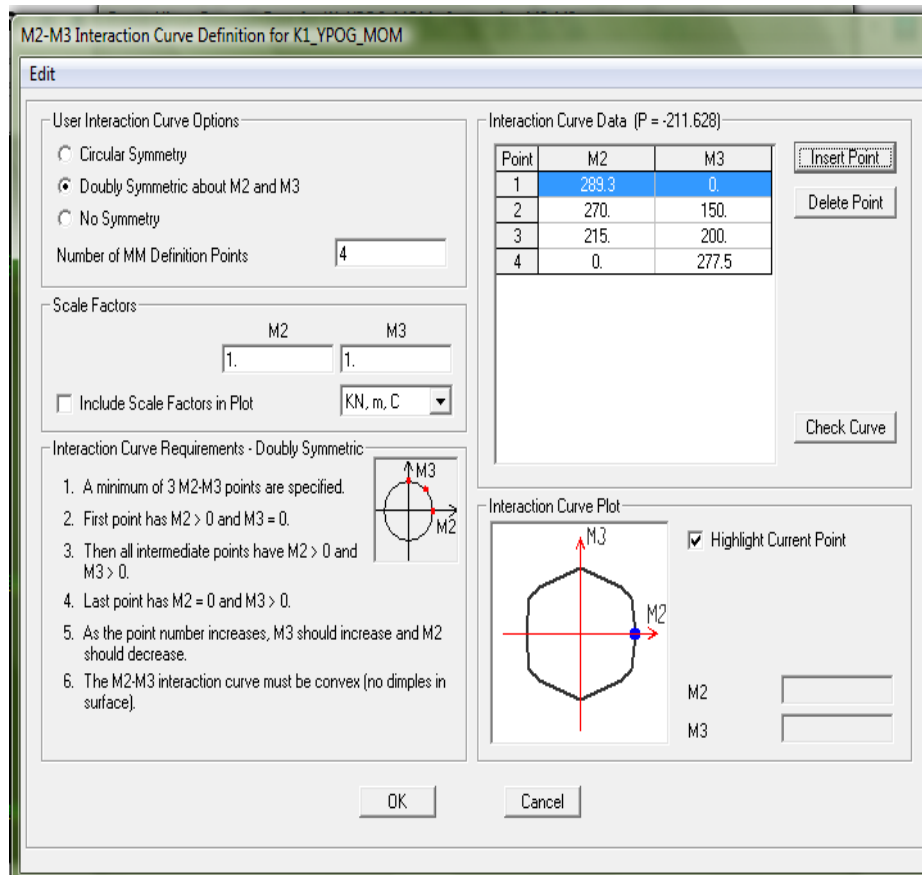 M2-M3 Interaction Curve Definition for K1_YPOG_MOM
Edit
User Interaction Curve Options
Circular Symmetry
Doubly Symmetric about M2 and M3
No Symmetry
Number of MM Definition Points 4
Scale Factors
M2 M3
1. 1.
Include Scale Factors in Plot KN, m, C
Interaction Curve Requirements - Doubly Symmetric
1. A minimum of 3 M2-M3 points are specified.
2. First point has M2 > 0 and M3 = 0.
3. Then all intermediate points have M2 > 0 and
M3 > 0.
4. Last point has M2 = 0 and M3 > 0.
5. As the point number increases, M3 should increase and M2
should decrease.
6. The M2-M3 interaction curve must be convex (no dimples in
surface).
M3
M2
Interaction Curve Data (P = -211.628)
Point M2 M3
1 289.3 0.
2 270. 150.
3 215. 200.
4 0. 277.5
Insert Point
Delete Point
Check Curve
Interaction Curve Plot
M3
M2
Highlight Current Point
M2
M3
OK Cancel